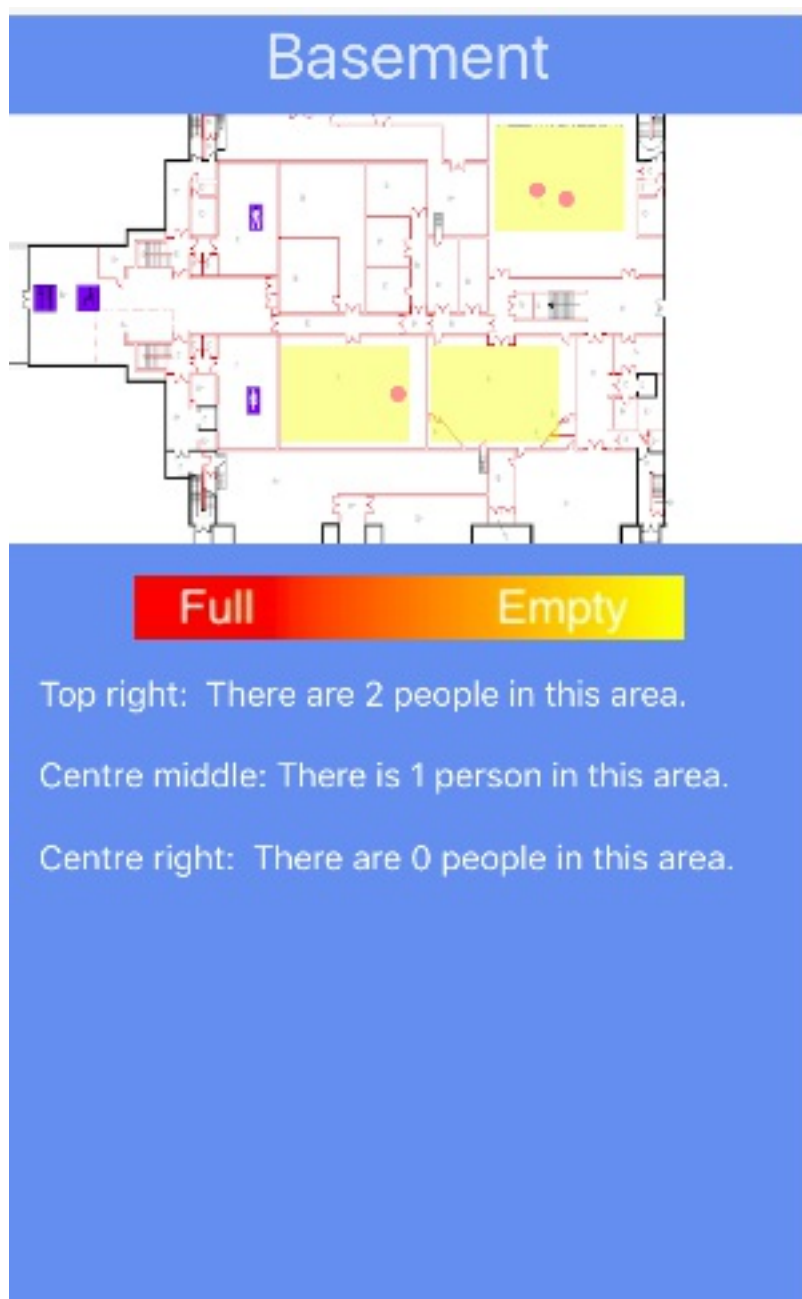 Basement
Full Empty
Top right: There are 2 people in this area.
Centre middle: There is 1 person in this area.
Centre right: There are 0 people in this area.